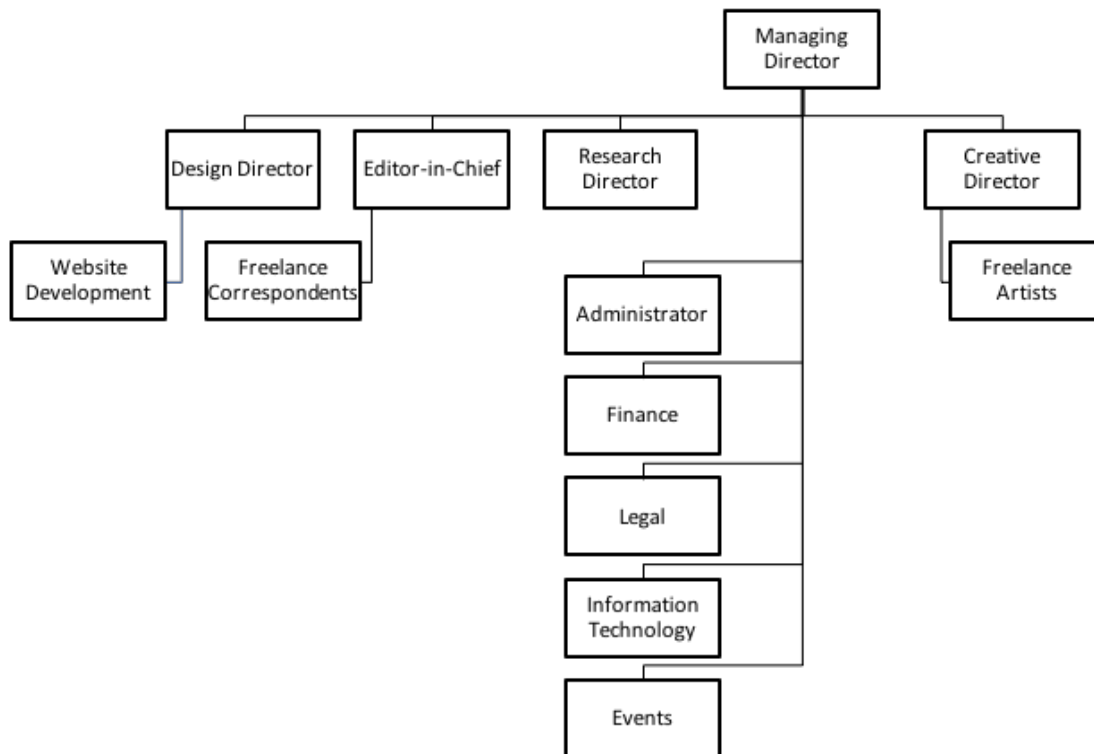 Managing
Director
Design Director
Editor-in-Chief
Research
Director
Creative
Director
Website
Development
Freelance
Correspondents
Freelance
Artists
Administrator
Finance
Legal
Information
Technology
Events